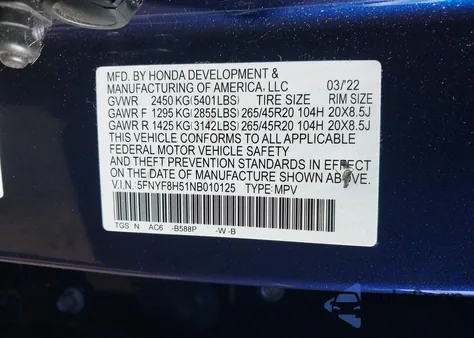 MFD. BY HONDA DEVELOPMENT &
MANUFACTURING OF AMERICA, LLC 03/22
GVWR 2450 KG (5401LBS) TIRE SIZE RIM SIZE
GAWR F 1295 KG (2855LBS) 265/45R20 104H 20X8.5J
GAWR R 1425 KG (3142LBS) 265/45R20 104H 20X8.5J
THIS VEHICLE CONFORMS TO ALL APPLICABLE
FEDERAL MOTOR VEHICLE SAFETY
AND THEFT PREVENTION STANDARDS IN EFFECT
ON THE DATE OF MANUFACTURE SHOWN ABOVE.
V.I.N.: 5FNYF8H51NB010125 TYPE: MPV
TGS N AC6 -B588P -W-B